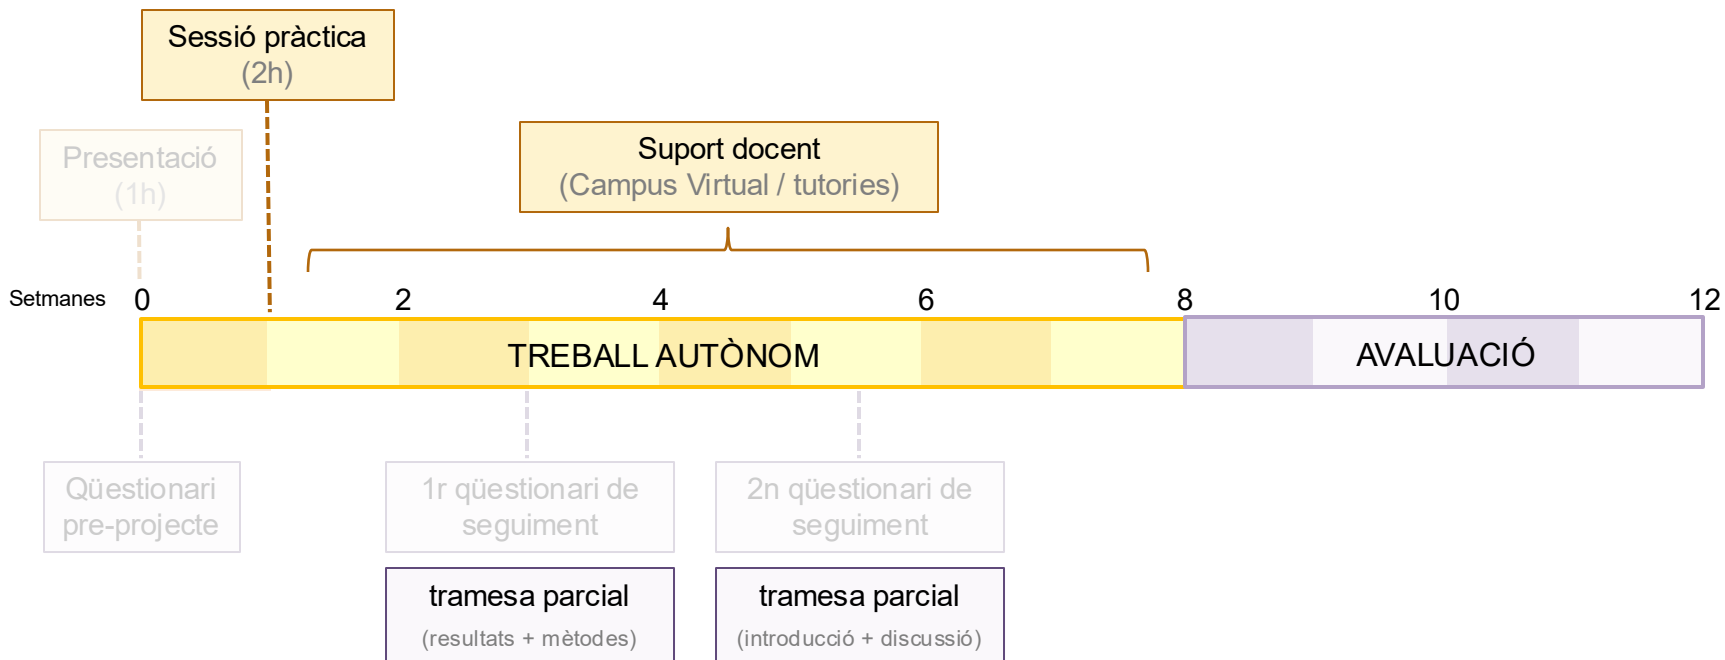 Sessió pràctica
(2h)
Presentació
(1h)
Suport docent
(Campus Virtual / tutories)
Setmanes 0 2 4 6 8 10 12
TREBALL AUTÒNOM AVALUACIÓ
Qüestionari
pre-projecte
1r qüestionari de
seguiment
2n qüestionari de
seguiment
tramesa parcial
(resultats + mètodes)
tramesa parcial
(introducció + discussió)